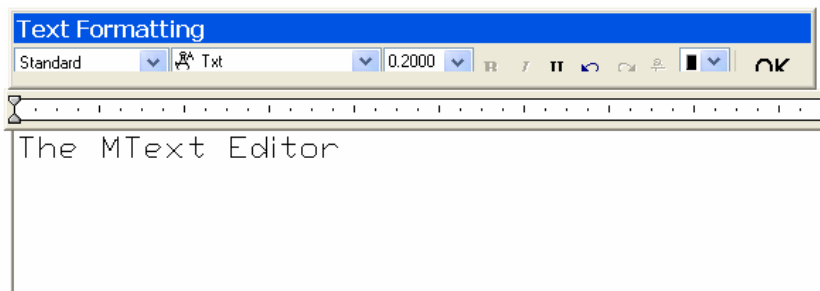 Text Formatting
Standard Txt 0.2000 B I U OK
The MText Editor